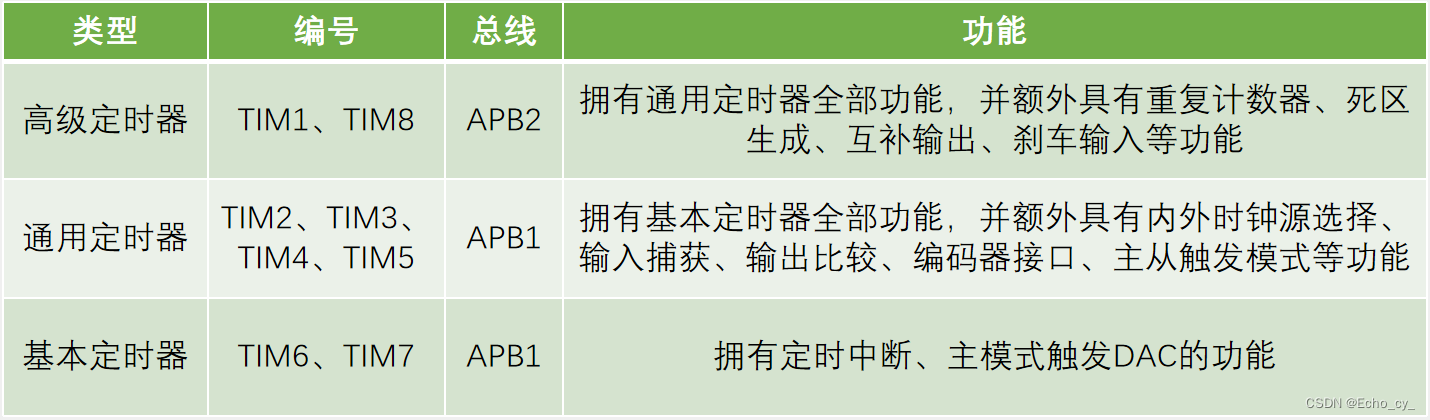 类型 编号 总线 功能
高级定时器 TIM1、TIM8 APB2 拥有通用定时器全部功能，并额外具有重复计数器、死区
生成、互补输出、刹车输入等功能
通用定时器 TIM2、TIM3、
TIM4、TIM5 APB1 拥有基本定时器全部功能，并额外具有内外时钟源选择、
输入捕获、输出比较、编码器接口、主从触发模式等功能
基本定时器 TIM6、TIM7 APB1 拥有定时中断、主模式触发DAC的功能
CSDN @Echo_cy_